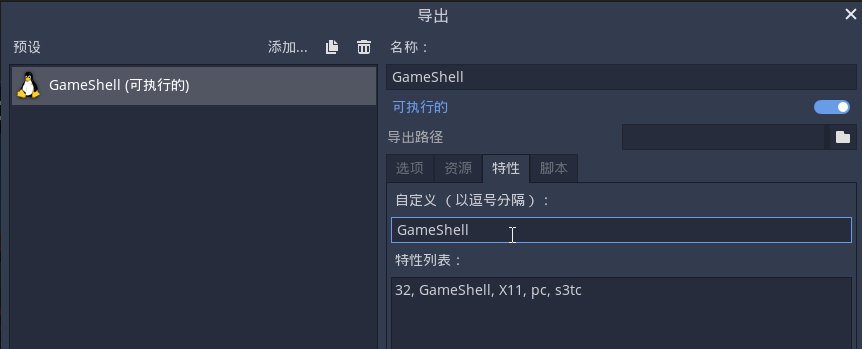 导出
预设
添加...
GameShell (可执行的)
名称：
GameShell
可执行的
导出路径
选项 资源 特性 脚本
自定义 （以逗号分隔）：
GameShell
特性列表：
32, GameShell, X11, pc, s3tc